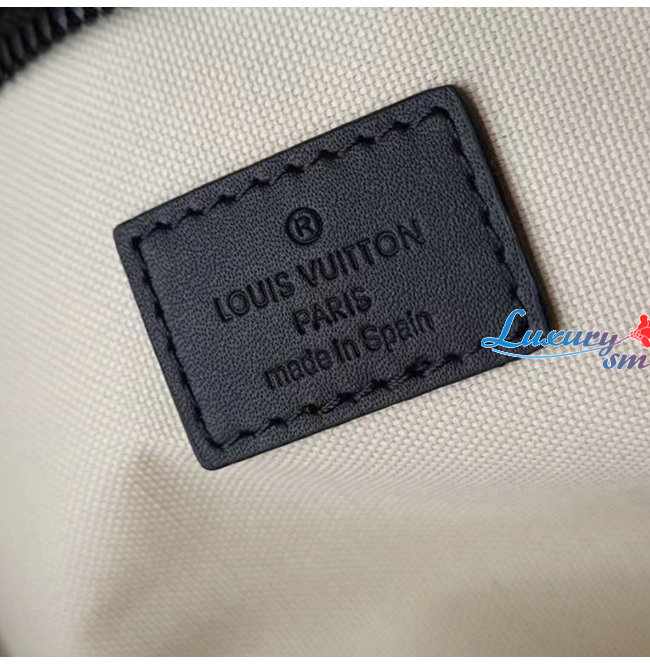 ®
LOUIS VUITTON
PARIS
made in Spain
Luxury
sm